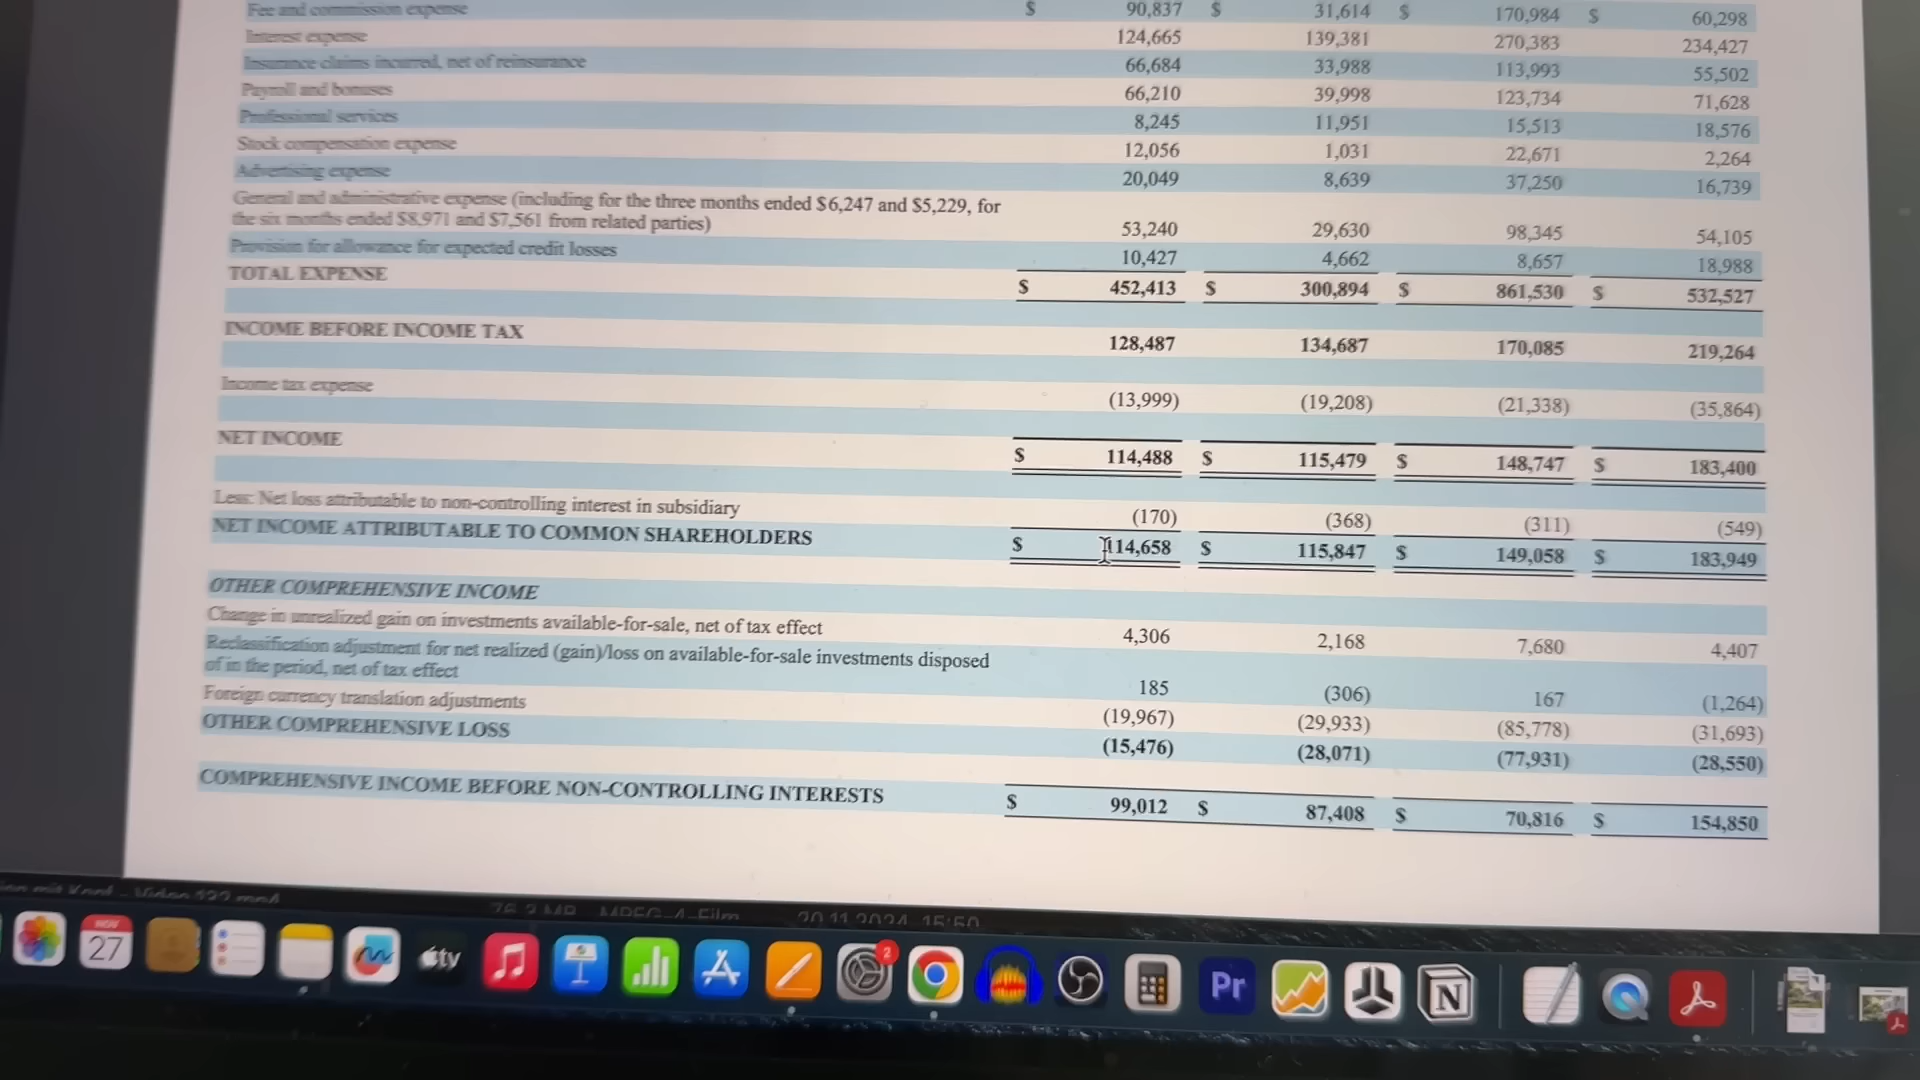 Fee and commission expense $ 90,837 $ 31,614 $ 170,984 $ 60,298
Interest expense 124,665 139,381 270,383 234,427
Insurance claims incurred, net of reinsurance 66,684 33,988 113,993 55,502
Payroll and bonuses 66,210 39,998 123,734 71,628
Professional services 8,245 11,951 15,513 18,576
Stock compensation expense 12,056 1,031 22,671 2,264
Advertising expense 20,049 8,639 37,250 16,739
General and administrative expense (including for the three months ended $6,247 and $5,229, for
the six months ended $8,971 and $7,561 from related parties) 53,240 29,630 98,345 54,105
Provision for allowance for expected credit losses 10,427 4,662 8,657 18,988
TOTAL EXPENSE $ 452,413 $ 300,894 $ 861,530 $ 532,527
INCOME BEFORE INCOME TAX 128,487 134,687 170,085 219,264
Income tax expense (13,999) (19,208) (21,338) (35,864)
NET INCOME $ 114,488 $ 115,479 $ 148,747 $ 183,400
Less: Net loss attributable to non-controlling interest in subsidiary (170) (368) (311) (549)
NET INCOME ATTRIBUTABLE TO COMMON SHAREHOLDERS $ 114,658 $ 115,847 $ 149,058 $ 183,949
OTHER COMPREHENSIVE INCOME
Change in unrealized gain on investments available-for-sale, net of tax effect 4,306 2,168 7,680 4,407
Reclassification adjustment for net realized (gain)/loss on available-for-sale investments disposed
of in the period, net of tax effect 185 (306) 167 (1,264)
Foreign currency translation adjustments (19,967) (29,933) (85,778) (31,693)
OTHER COMPREHENSIVE LOSS (15,476) (28,071) (77,931) (28,550)
COMPREHENSIVE INCOME BEFORE NON-CONTROLLING INTERESTS $ 99,012 $ 87,408 $ 70,816 $ 154,850
MPEG-4-Film 20.11.2024 15:50
NOV
27
tv
2
Pr
N